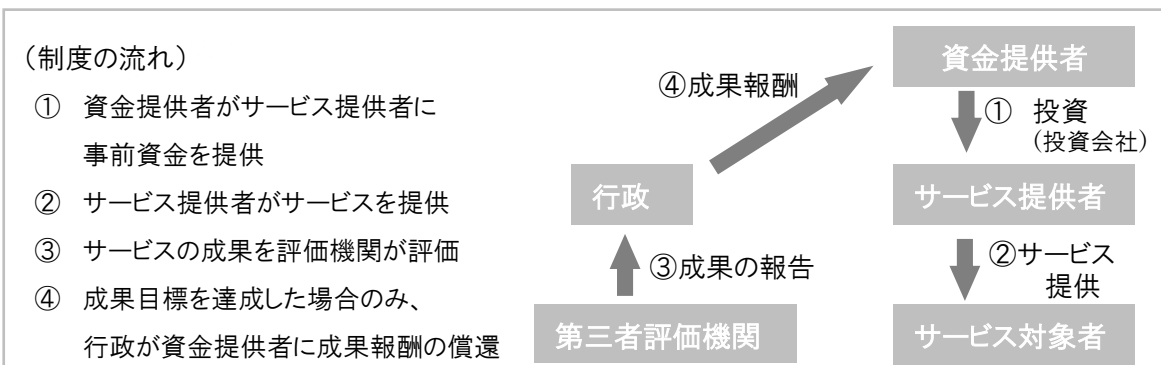 （制度の流れ）
① 資金提供者がサービス提供者に
事前資金を提供
② サービス提供者がサービスを提供
③ サービスの成果を評価機関が評価
④ 成果目標を達成した場合のみ、
行政が資金提供者に成果報酬の償還
資金提供者
④成果報酬
① 投資
（投資会社）
行政
サービス提供者
③成果の報告
②サービス
提供
第三者評価機関
サービス対象者